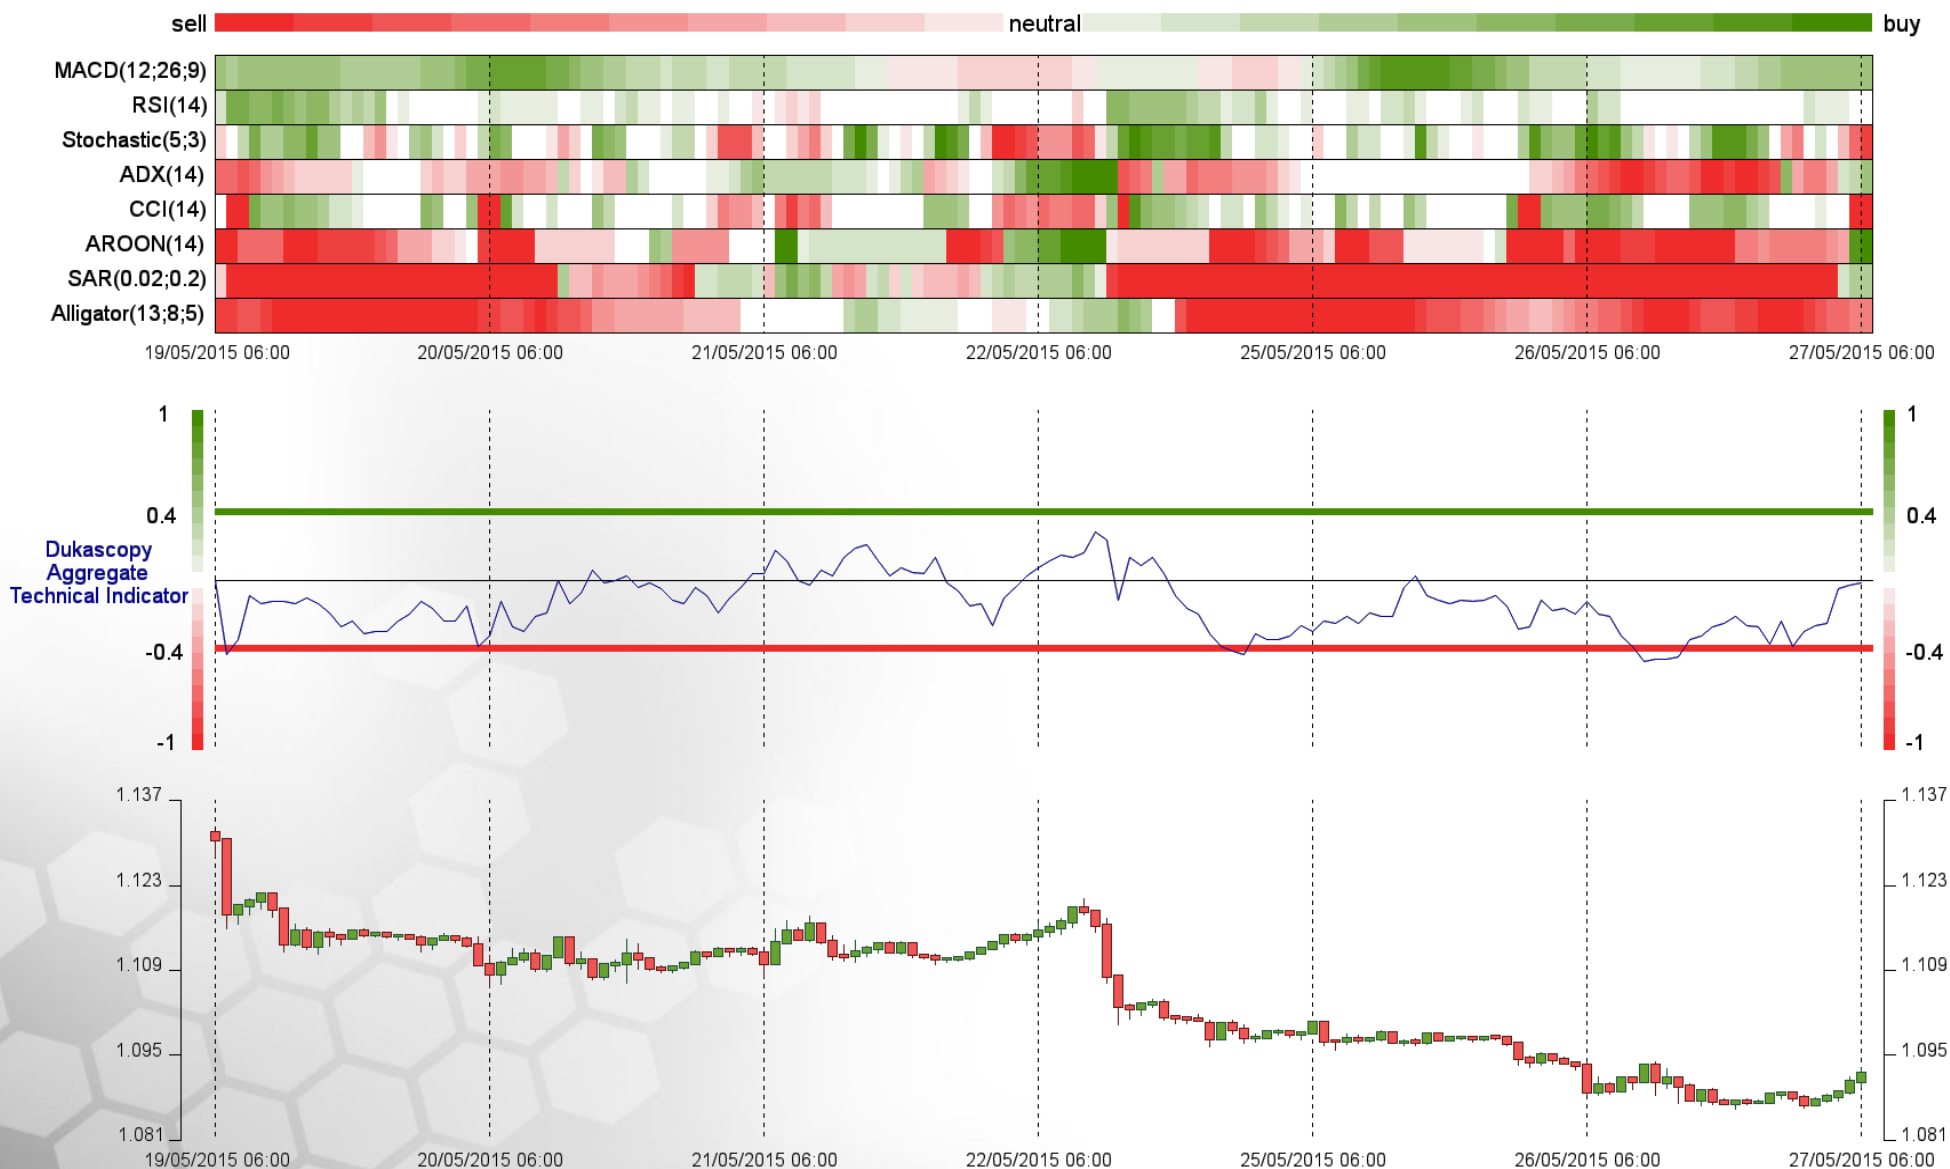 sell neutral buy
MACD(12;26;9)
RSI(14)
Stochastic(5;3)
ADX(14)
CCI(14)
AROON(14)
SAR(0.02;0.2)
Alligator(13;8;5)
19/05/2015 06:00 20/05/2015 06:00 21/05/2015 06:00 22/05/2015 06:00 25/05/2015 06:00 26/05/2015 06:00 27/05/2015 06:00
1 1
0.4 0.4
Dukascopy
Aggregate
Technical Indicator
-0.4 -0.4
-1 -1
1.137 1.137
1.123 1.123
1.109 1.109
1.095 1.095
1.081 1.081
19/05/2015 06:00 20/05/2015 06:00 21/05/2015 06:00 22/05/2015 06:00 25/05/2015 06:00 26/05/2015 06:00 27/05/2015 06:00